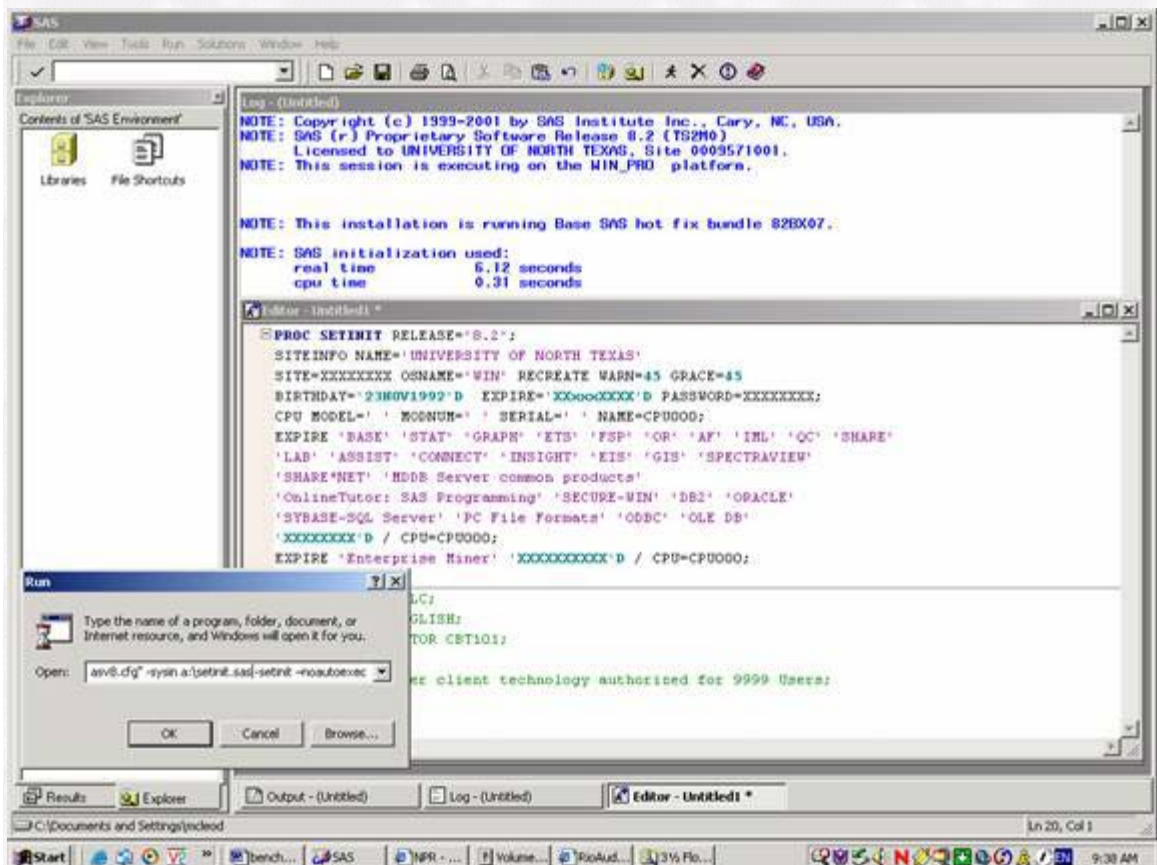 SAS
File Edit View Tools Run Solutions Window Help
Explorer
Contents of 'SAS Environment'
Libraries
File Shortcuts
Log - (Untitled)
NOTE: Copyright (c) 1999-2001 by SAS Institute Inc., Cary, NC, USA.
NOTE: SAS (r) Proprietary Software Release 8.2 (TS2M0)
Licensed to UNIVERSITY OF NORTH TEXAS, Site 0009571001.
NOTE: This session is executing on the WIN_PRO platform.
NOTE: This installation is running Base SAS hot fix bundle 82BX07.
NOTE: SAS initialization used:
real time 6.12 seconds
cpu time 0.31 seconds
Editor - Untitled1 *
PROC SETINIT RELEASE='8.2';
SITEINFO NAME='UNIVERSITY OF NORTH TEXAS'
SITE=XXXXXXXX OSNAME='WIN' RECREATE WARN=45 GRACE=45
BIRTHDAY='23NOV1992'D EXPIRE='XXxxxXXXX'D PASSWORD=XXXXXXXX;
CPU MODEL=' ' MODNUM=' ' SERIAL=' ' NAME=CPU000;
EXPIRE 'BASE' 'STAT' 'GRAPH' 'ETS' 'FSP' 'OR' 'AF' 'IML' 'QC' 'SHARE'
'LAB' 'ASSIST' 'CONNECT' 'INSIGHT' 'EIS' 'GIS' 'SPECTRAVIEW'
'SHARE*NET' 'MDDB Server common products'
'OnlineTutor: SAS Programming' 'SECURE-WIN' 'DB2' 'ORACLE'
'SYBASE-SQL Server' 'PC File Formats' 'ODBC' 'OLE DB'
'XXXXXXXX'D / CPU=CPU000;
EXPIRE 'Enterprise Miner' 'XXXXXXXXXX'D / CPU=CPU000;
LC;
GLISH;
TOR CBT101;
er client technology authorized for 9999 Users;
Run
Type the name of a program, folder, document, or
Internet resource, and Windows will open it for you.
Open: asv8.cfg" -sysin a:\setinit.sas -setinit -noautoexec
OK Cancel Browse...
Results Explorer Output - (Untitled) Log - (Untitled) Editor - Untitled1 *
C:\Documents and Settings\mcleod Ln 20, Col 1
Start bench... SAS NPR - ... Volume... RioAud... 3½ Flo... 9:38 AM